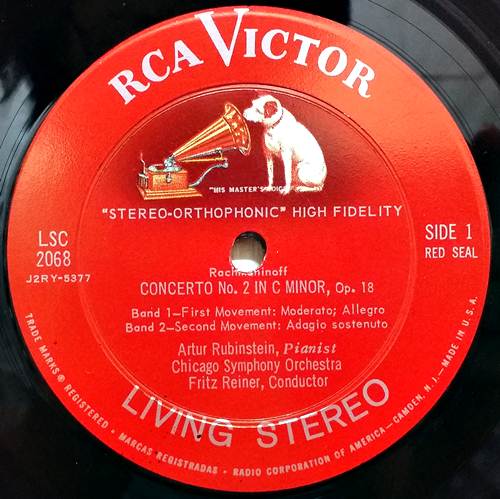 RCA VICTOR
"HIS MASTER'S VOICE"
"STEREO-ORTHOPHONIC" HIGH FIDELITY
LSC
2068
J2RY-5377
SIDE 1
RED SEAL
Rachmaninoff
CONCERTO No. 2 IN C MINOR, Op. 18
Band 1—First Movement: Moderato; Allegro
Band 2—Second Movement: Adagio sostenuto
Artur Rubinstein, Pianist
Chicago Symphony Orchestra
Fritz Reiner, Conductor
LIVING STEREO
TRADE MARKS ® REGISTERED • MARCAS REGISTRADAS • RADIO CORPORATION OF AMERICA—CAMDEN, N. J.—MADE IN U.S.A.